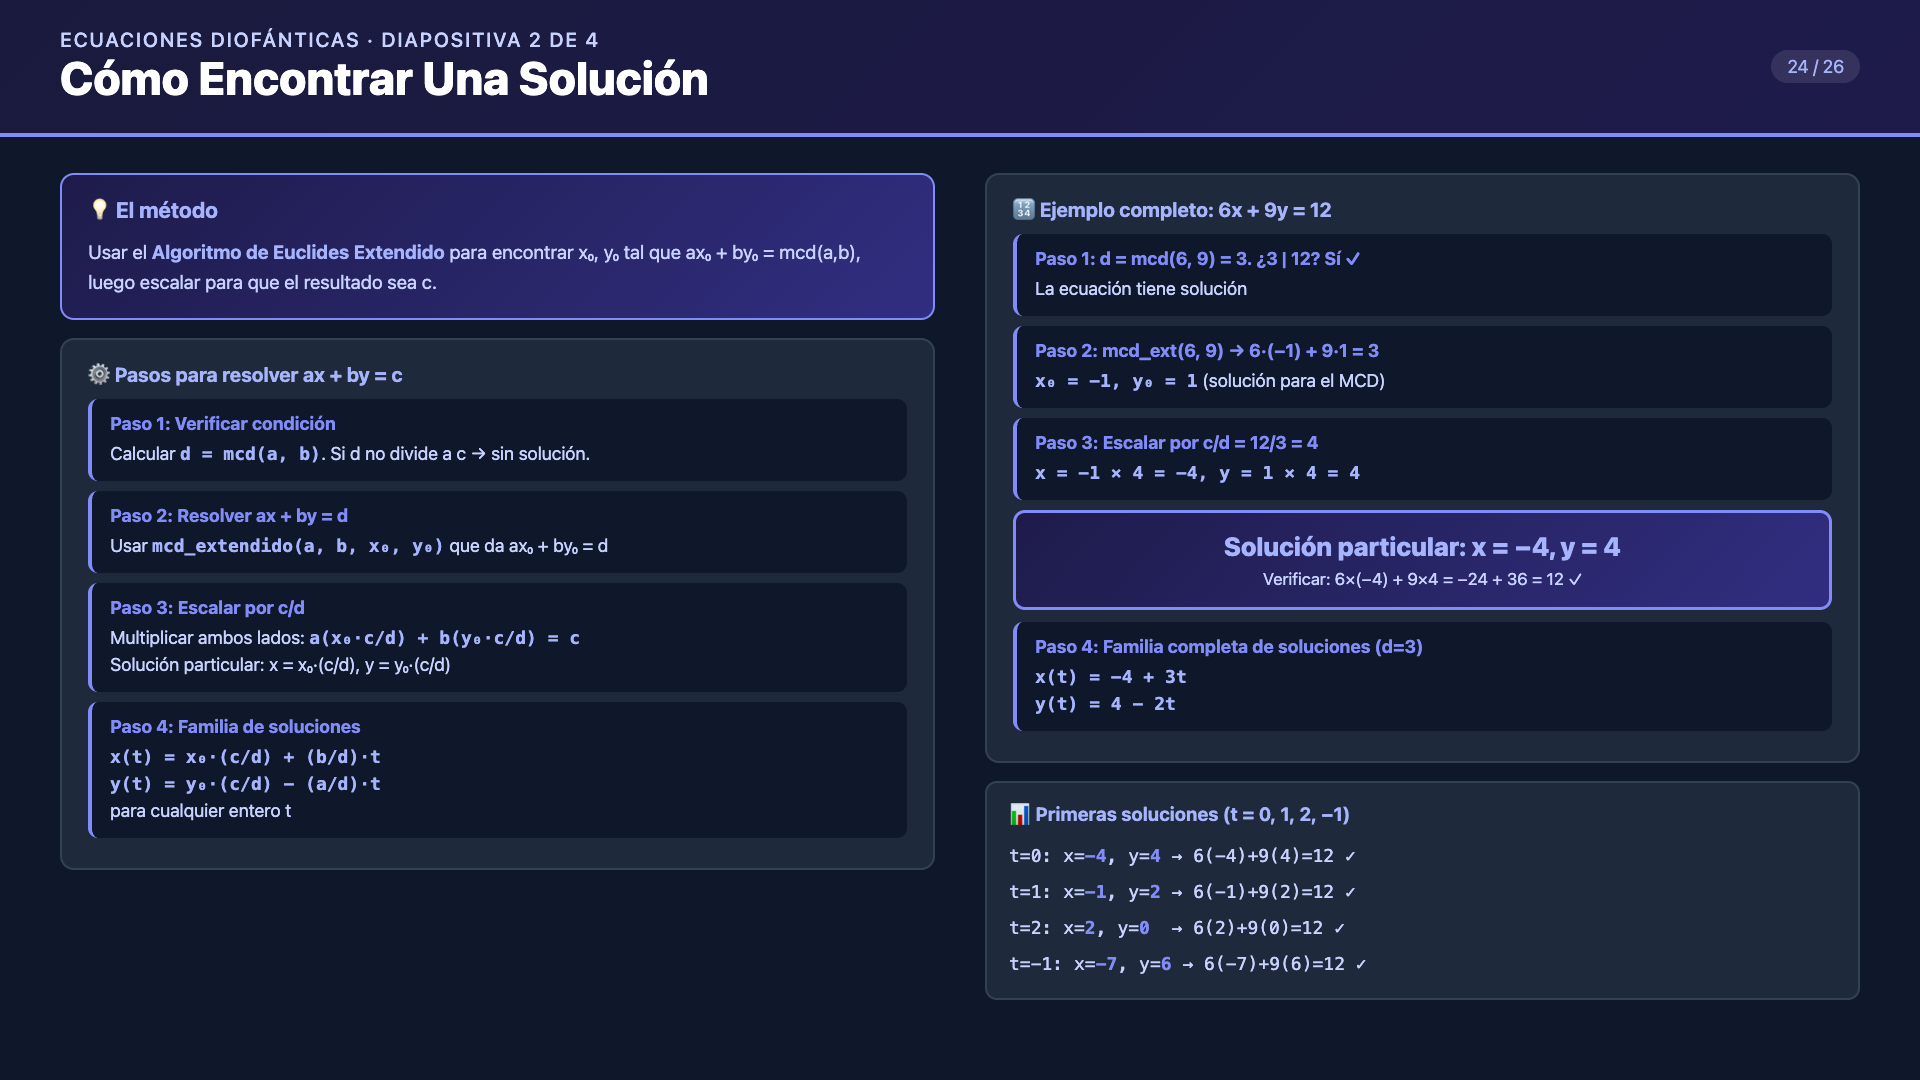 ECUACIONES DIOFÁNTICAS · DIAPOSITIVA 2 DE 4
Cómo Encontrar Una Solución
24 / 26
💡 El método
Usar el Algoritmo de Euclides Extendido para encontrar x₀, y₀ tal que ax₀ + by₀ = mcd(a,b),
luego escalar para que el resultado sea c.
⚙️ Pasos para resolver ax + by = c
Paso 1: Verificar condición
Calcular d = mcd(a, b). Si d no divide a c → sin solución.
Paso 2: Resolver ax + by = d
Usar mcd_extendido(a, b, x₀, y₀) que da ax₀ + by₀ = d
Paso 3: Escalar por c/d
Multiplicar ambos lados: a(x₀·c/d) + b(y₀·c/d) = c
Solución particular: x = x₀·(c/d), y = y₀·(c/d)
Paso 4: Familia de soluciones
x(t) = x₀·(c/d) + (b/d)·t
y(t) = y₀·(c/d) − (a/d)·t
para cualquier entero t
🔢 Ejemplo completo: 6x + 9y = 12
Paso 1: d = mcd(6, 9) = 3. ¿3 | 12? Sí ✓
La ecuación tiene solución
Paso 2: mcd_ext(6, 9) → 6·(−1) + 9·1 = 3
x₀ = −1, y₀ = 1 (solución para el MCD)
Paso 3: Escalar por c/d = 12/3 = 4
x = −1 × 4 = −4, y = 1 × 4 = 4
Solución particular: x = −4, y = 4
Verificar: 6×(−4) + 9×4 = −24 + 36 = 12 ✓
Paso 4: Familia completa de soluciones (d=3)
x(t) = −4 + 3t
y(t) = 4 − 2t
📊 Primeras soluciones (t = 0, 1, 2, −1)
t=0: x=−4, y=4 → 6(−4)+9(4)=12 ✓
t=1: x=−1, y=2 → 6(−1)+9(2)=12 ✓
t=2: x=2, y=0 → 6(2)+9(0)=12 ✓
t=−1: x=−7, y=6 → 6(−7)+9(6)=12 ✓